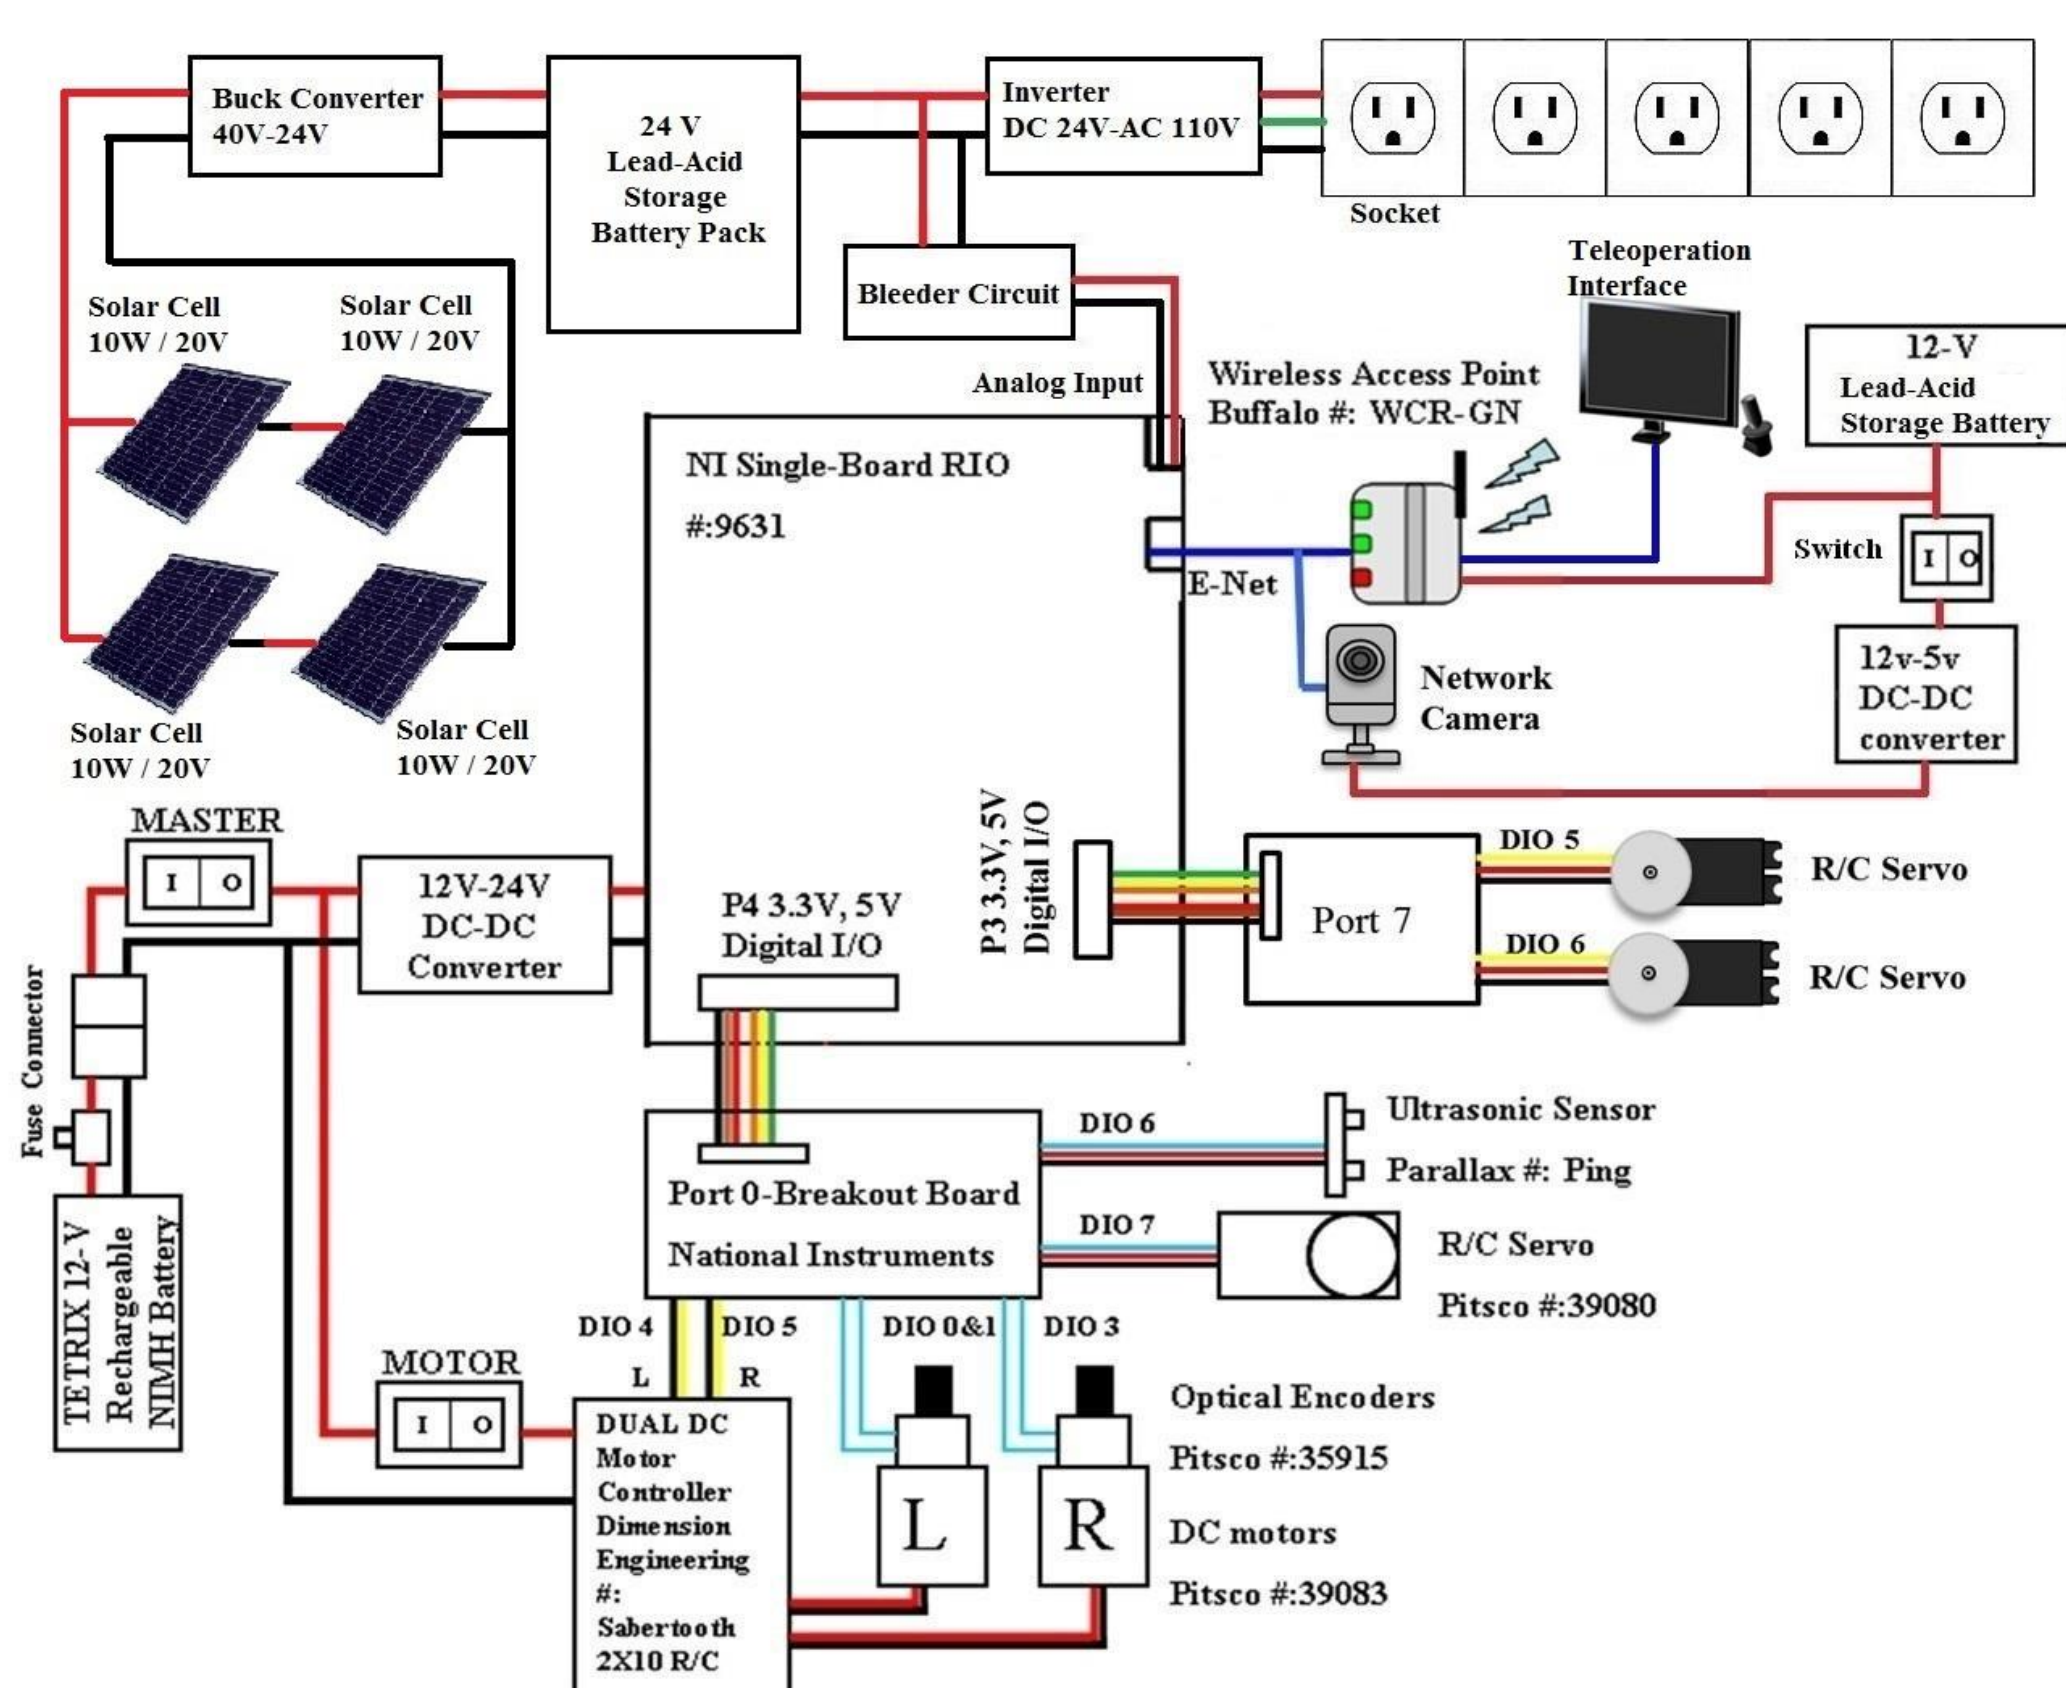 Buck Converter
40V-24V
24 V
Lead-Acid
Storage
Battery Pack
Inverter
DC 24V-AC 110V
Socket
Bleeder Circuit
Analog Input
Solar Cell
10W / 20V
Solar Cell
10W / 20V
Solar Cell
10W / 20V
Solar Cell
10W / 20V
Teleoperation
Interface
Wireless Access Point
Buffalo #: WCR-GN
12-V
Lead-Acid
Storage Battery
Switch
I O
12v-5v
DC-DC
converter
NI Single-Board RIO
#:9631
E-Net
Network
Camera
MASTER
I O
12V-24V
DC-DC
Converter
P4 3.3V, 5V
Digital I/O
P3 3.3V, 5V
Digital I/O
Port 7
DIO 5
R/C Servo
DIO 6
R/C Servo
Fuse Connector
TETRIX 12-V
Rechargeable
NIMH Battery
Port 0-Breakout Board
National Instruments
DIO 6
Ultrasonic Sensor
Parallax #: Ping
DIO 7
R/C Servo
Pitsco #:39080
DIO 4
DIO 5
DIO 0&1
DIO 3
L
R
MOTOR
I O
DUAL DC
Motor
Controller
Dimension
Engineering
#:
Sabertooth
2X10 R/C
L
R
Optical Encoders
Pitsco #:35915
DC motors
Pitsco #:39083